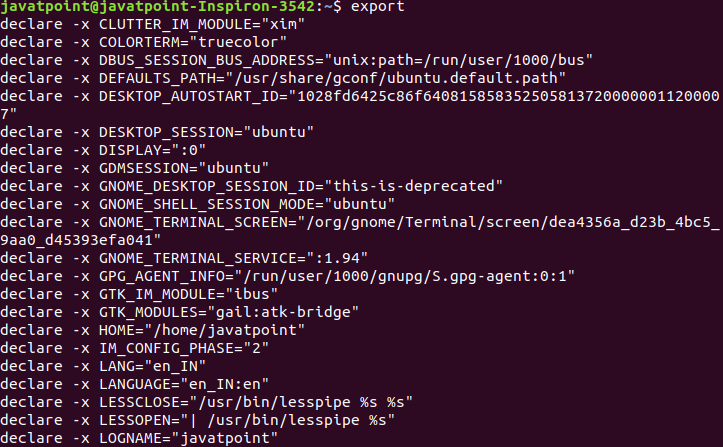 javatpoint@javatpoint-Inspiron-3542:~$ export
declare -x CLUTTER_IM_MODULE="xim"
declare -x COLORTERM="truecolor"
declare -x DBUS_SESSION_BUS_ADDRESS="unix:path=/run/user/1000/bus"
declare -x DEFAULTS_PATH="/usr/share/gconf/ubuntu.default.path"
declare -x DESKTOP_AUTOSTART_ID="1028fd6425c86f640815858352505813720000001120000
7"
declare -x DESKTOP_SESSION="ubuntu"
declare -x DISPLAY=":0"
declare -x GDMSESSION="ubuntu"
declare -x GNOME_DESKTOP_SESSION_ID="this-is-deprecated"
declare -x GNOME_SHELL_SESSION_MODE="ubuntu"
declare -x GNOME_TERMINAL_SCREEN="/org/gnome/Terminal/screen/dea4356a_d23b_4bc5_
9aa0_d45393efa041"
declare -x GNOME_TERMINAL_SERVICE=":1.94"
declare -x GPG_AGENT_INFO="/run/user/1000/gnupg/S.gpg-agent:0:1"
declare -x GTK_IM_MODULE="ibus"
declare -x GTK_MODULES="gail:atk-bridge"
declare -x HOME="/home/javatpoint"
declare -x IM_CONFIG_PHASE="2"
declare -x LANG="en_IN"
declare -x LANGUAGE="en_IN:en"
declare -x LESSCLOSE="/usr/bin/lesspipe %s %s"
declare -x LESSOPEN="| /usr/bin/lesspipe %s"
declare -x LOGNAME="javatpoint"